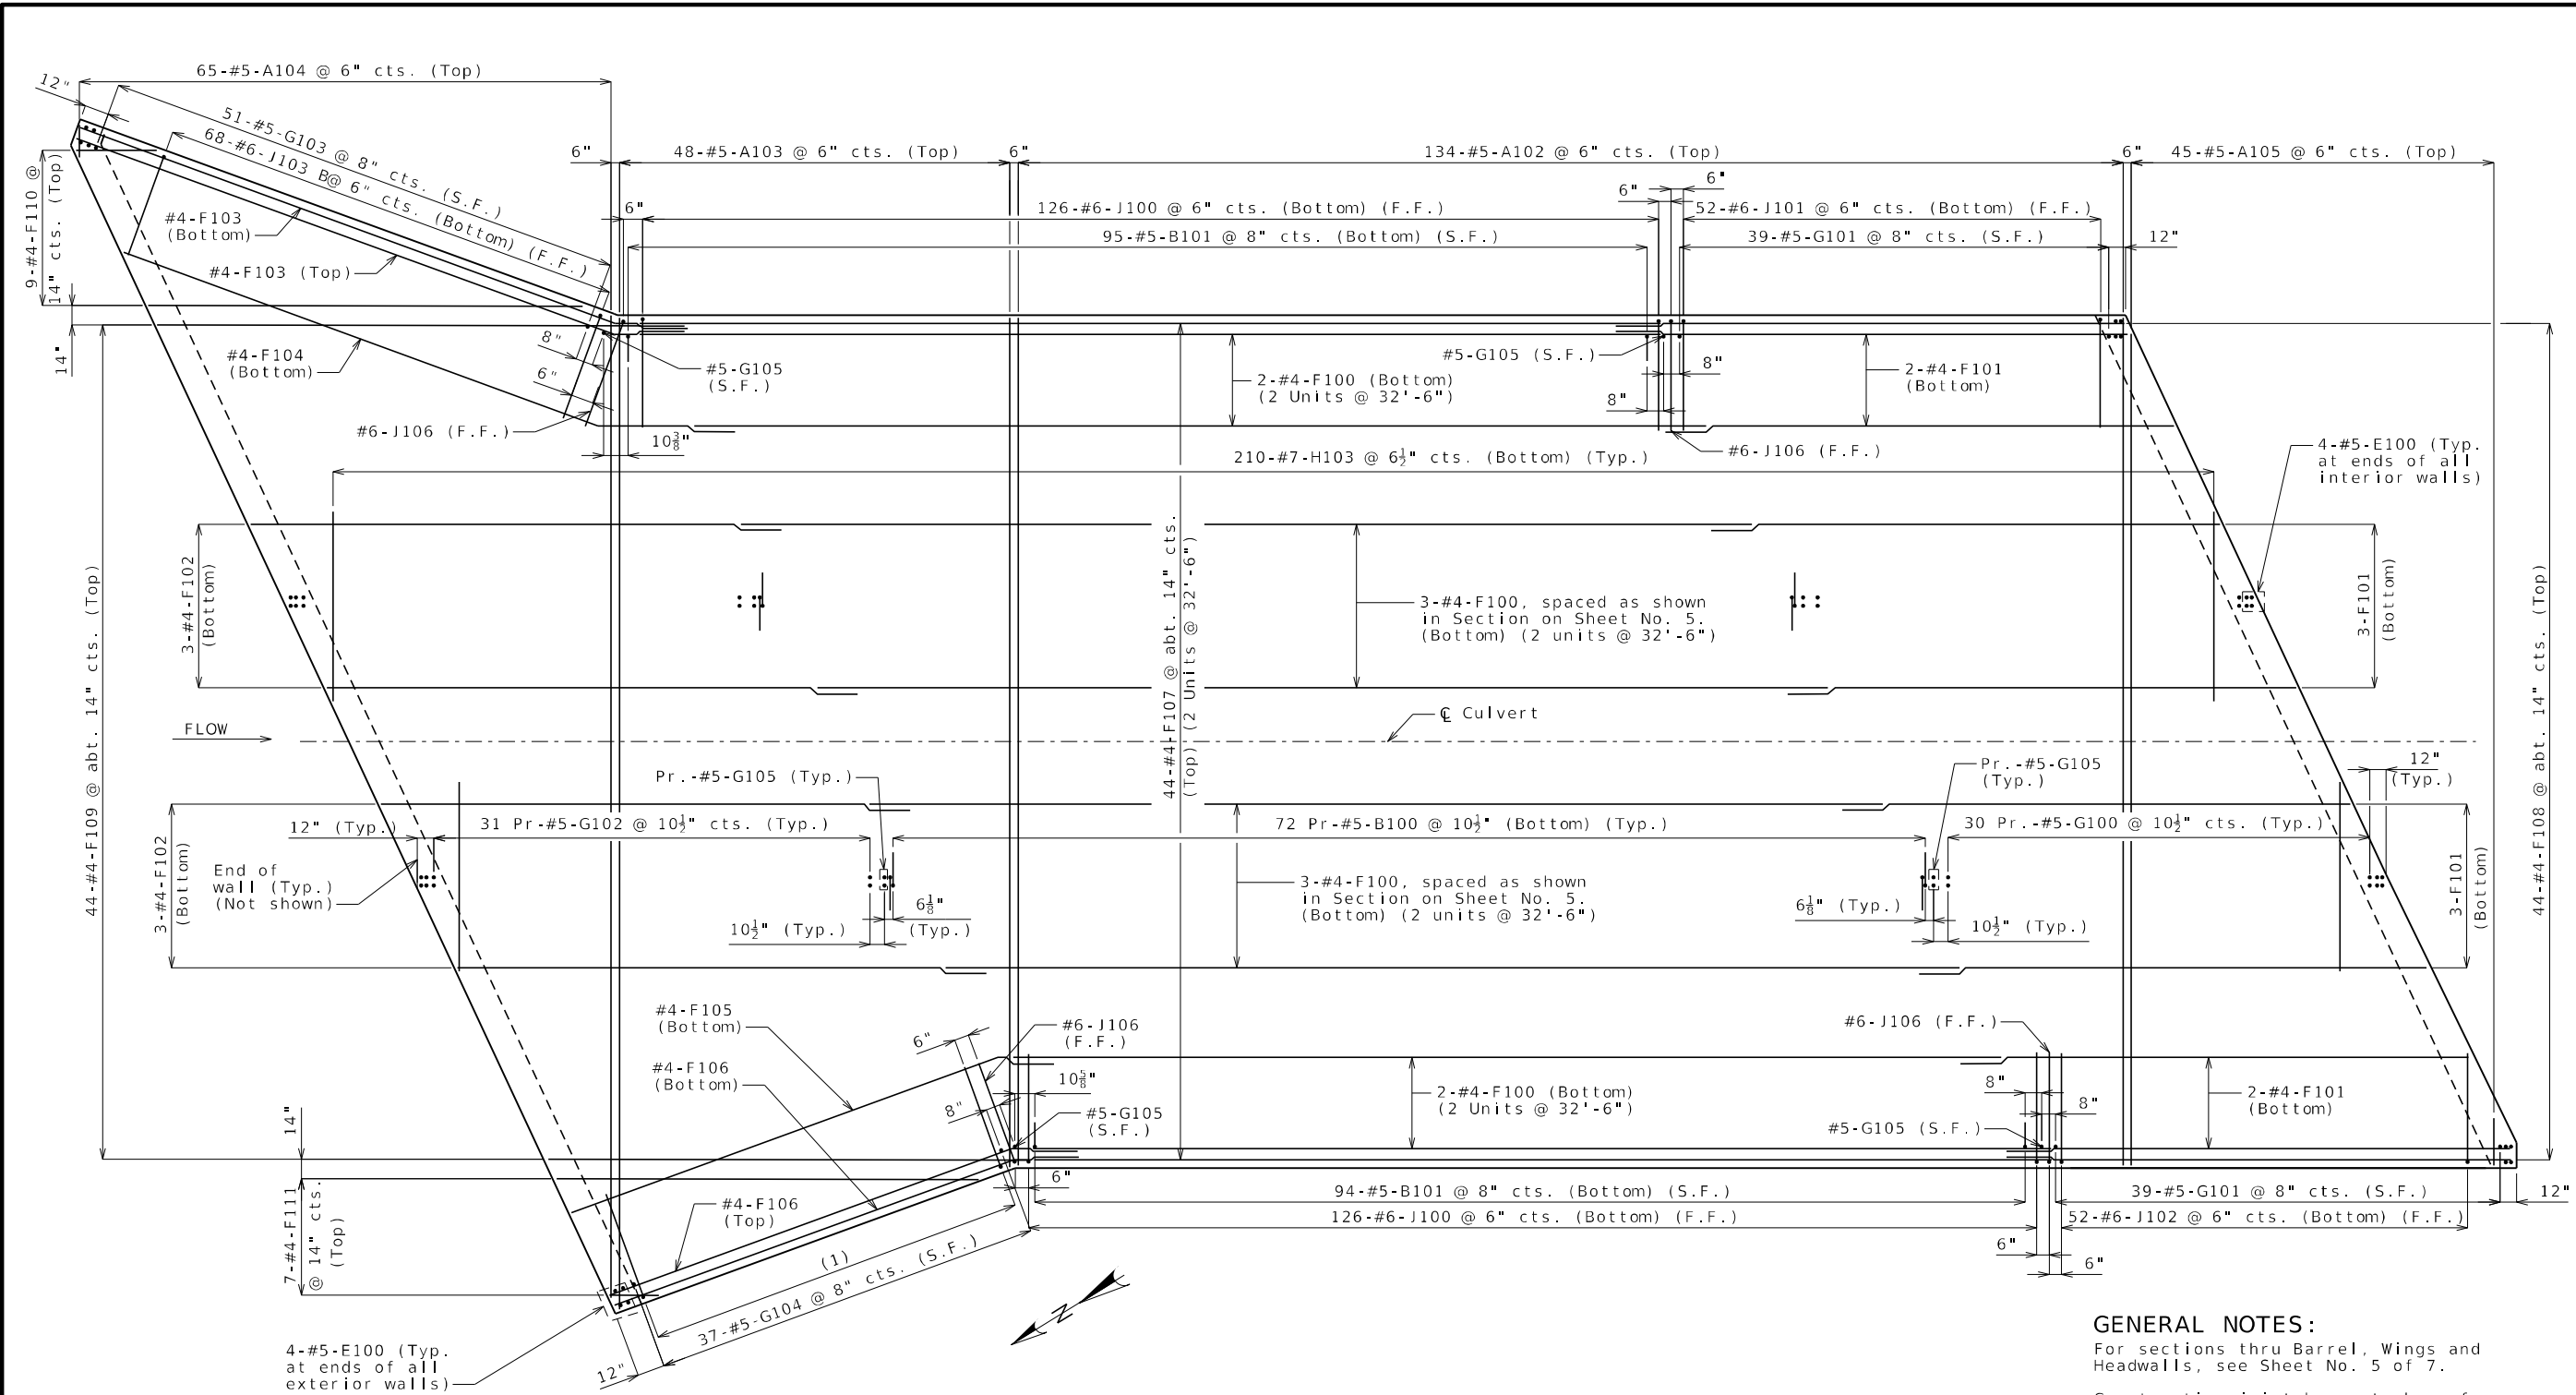 65-#5-A104 @ 6" cts. (Top)
12"
51-#5-G103 @ 8" cts. (S.F.)
68-#6-J103 B@ 6" cts. (Bottom) (F.F.)
6"
48-#5-A103 @ 6" cts. (Top)
6"
134-#5-A102 @ 6" cts. (Top)
6"
45-#5-A105 @ 6" cts. (Top)
9-#4-F110 @
14" cts. (Top)
#4-F103
(Bottom)
#4-F103 (Top)
6"
126-#6-J100 @ 6" cts. (Bottom) (F.F.)
6"
6"
52-#6-J101 @ 6" cts. (Bottom) (F.F.)
95-#5-B101 @ 8" cts. (Bottom) (S.F.)
39-#5-G101 @ 8" cts. (S.F.)
12"
14"
#4-F104
(Bottom)
8"
6"
#5-G105
(S.F.)
#6-J106 (F.F.)
10 3/8"
2-#4-F100 (Bottom)
(2 Units @ 32'-6")
#5-G105 (S.F.)
8"
8"
2-#4-F101
(Bottom)
#6-J106 (F.F.)
210-#7-H103 @ 6 1/2" cts. (Bottom) (Typ.)
4-#5-E100 (Typ.
at ends of all
interior walls)
44-#4-F109 @ abt. 14" cts. (Top)
3-#4-F102
(Bottom)
44-#4-F107 @ abt. 14" cts.
(Top) (2 Units @ 32'-6")
3-#4-F100, spaced as shown
in Section on Sheet No. 5.
(Bottom) (2 units @ 32'-6")
3-F101
(Bottom)
44-#4-F108 @ abt. 14" cts. (Top)
FLOW
℄ Culvert
Pr.-#5-G105 (Typ.)
Pr.-#5-G105
(Typ.)
12"
(Typ.)
12" (Typ.)
31 Pr-#5-G102 @ 10 1/2" cts. (Typ.)
72 Pr-#5-B100 @ 10 1/2" (Bottom) (Typ.)
30 Pr.-#5-G100 @ 10 1/2" cts. (Typ.)
3-#4-F102
(Bottom)
End of
wall (Typ.)
(Not shown)
6 1/8"
(Typ.)
10 1/2" (Typ.)
3-#4-F100, spaced as shown
in Section on Sheet No. 5.
(Bottom) (2 units @ 32'-6")
6 1/8" (Typ.)
10 1/2" (Typ.)
3-F101
(Bottom)
#4-F105
(Bottom)
#4-F106
(Bottom)
6"
#6-J106
(F.F.)
10 5/8"
8"
#5-G105
(S.F.)
2-#4-F100 (Bottom)
(2 Units @ 32'-6")
#6-J106 (F.F.)
8"
8"
#5-G105 (S.F.)
2-#4-F101
(Bottom)
14"
7-#4-F111
@ 14" cts.
(Top)
#4-F106
(Top)
6"
94-#5-B101 @ 8" cts. (Bottom) (S.F.)
39-#5-G101 @ 8" cts. (S.F.)
12"
126-#6-J100 @ 6" cts. (Bottom) (F.F.)
52-#6-J102 @ 6" cts. (Bottom) (F.F.)
6"
6"
(1)
37-#5-G104 @ 8" cts. (S.F.)
12"
N
4-#5-E100 (Typ.
at ends of all
exterior walls)
GENERAL NOTES:
For sections thru Barrel, Wings and
Headwalls, see Sheet No. 5 of 7.